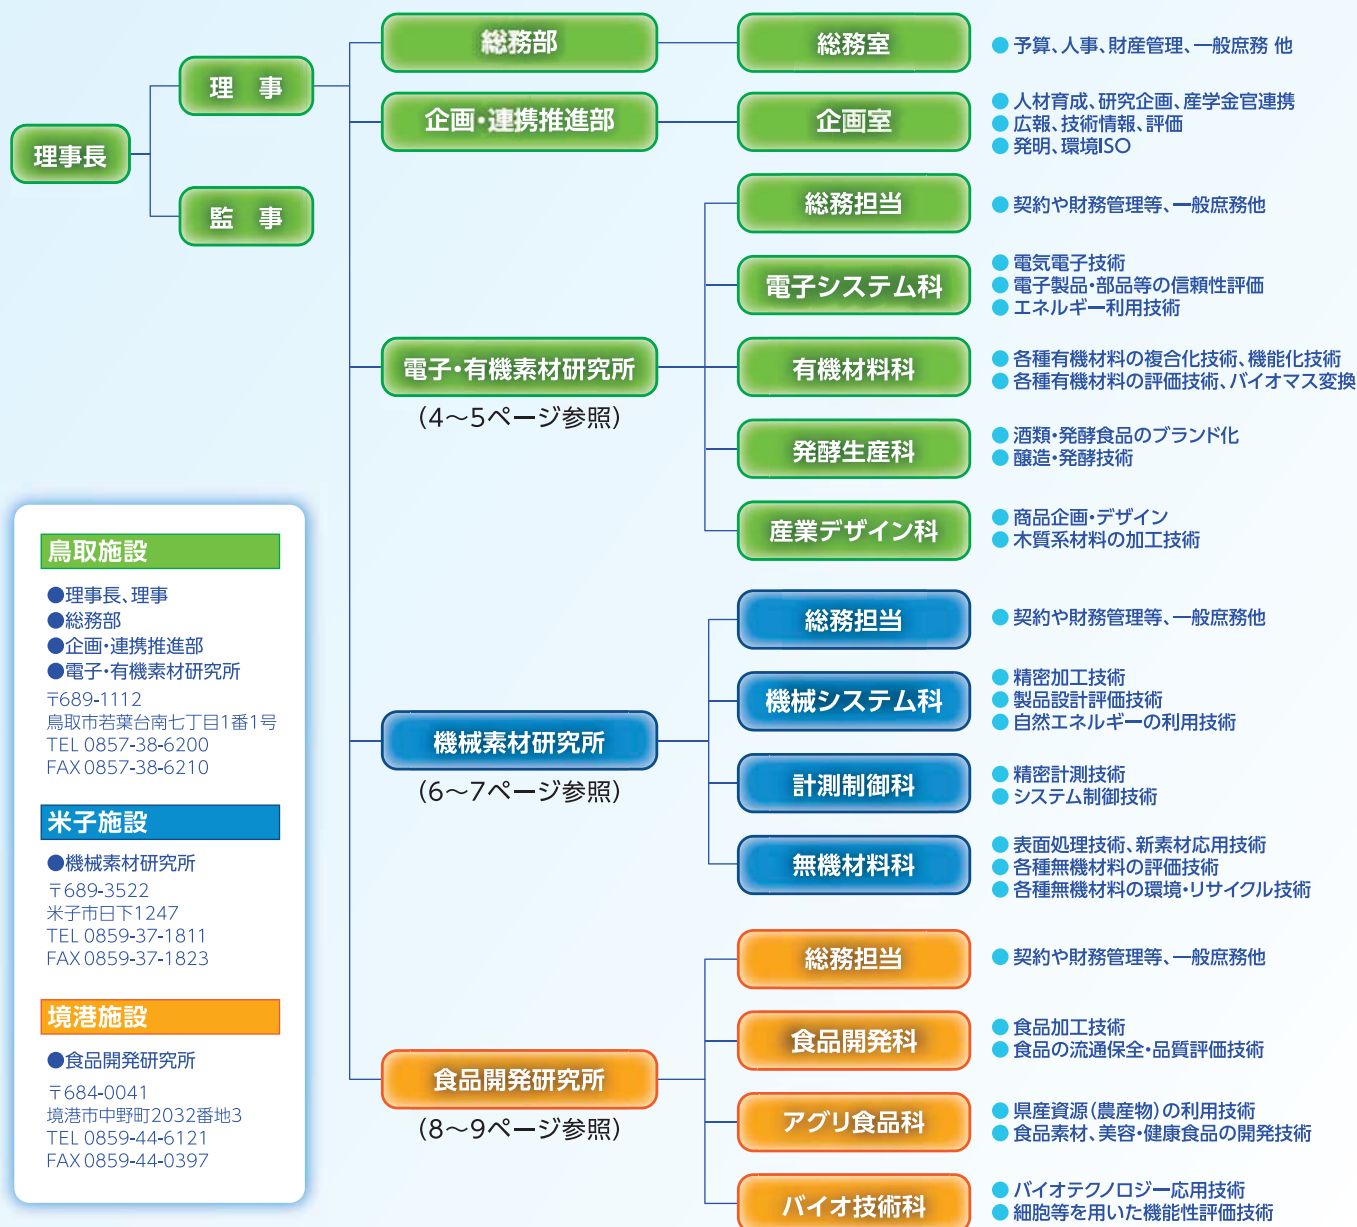 理事長
理 事
監 事
総務部
総務室
●予算、人事、財産管理、一般庶務 他
企画・連携推進部
企画室
●人材育成、研究企画、産学金官連携
●広報、技術情報、評価
●発明、環境ISO
電子・有機素材研究所
(4～5ページ参照)
総務担当
●契約や財務管理等、一般庶務他
電子システム科
●電気電子技術
●電子製品・部品等の信頼性評価
●エネルギー利用技術
有機材料科
●各種有機材料の複合化技術、機能化技術
●各種有機材料の評価技術、バイオマス変換
発酵生産科
●酒類・発酵食品のブランド化
●醸造・発酵技術
産業デザイン科
●商品企画・デザイン
●木質系材料の加工技術
機械素材研究所
(6～7ページ参照)
総務担当
●契約や財務管理等、一般庶務他
機械システム科
●精密加工技術
●製品設計評価技術
●自然エネルギーの利用技術
計測制御科
●精密計測技術
●システム制御技術
無機材料科
●表面処理技術、新素材応用技術
●各種無機材料の評価技術
●各種無機材料の環境・リサイクル技術
食品開発研究所
(8～9ページ参照)
総務担当
●契約や財務管理等、一般庶務他
食品開発科
●食品加工技術
●食品の流通保全・品質評価技術
アグリ食品科
●県産資源(農産物)の利用技術
●食品素材、美容・健康食品の開発技術
バイオ技術科
●バイオテクノロジー応用技術
●細胞等を用いた機能性評価技術
鳥取施設
●理事長、理事
●総務部
●企画・連携推進部
●電子・有機素材研究所
〒689-1112
鳥取市若葉台南七丁目1番1号
TEL 0857-38-6200
FAX 0857-38-6210
米子施設
●機械素材研究所
〒689-3522
米子市日下1247
TEL 0859-37-1811
FAX 0859-37-1823
境港施設
●食品開発研究所
〒684-0041
境港市中野町2032番地3
TEL 0859-44-6121
FAX 0859-44-0397